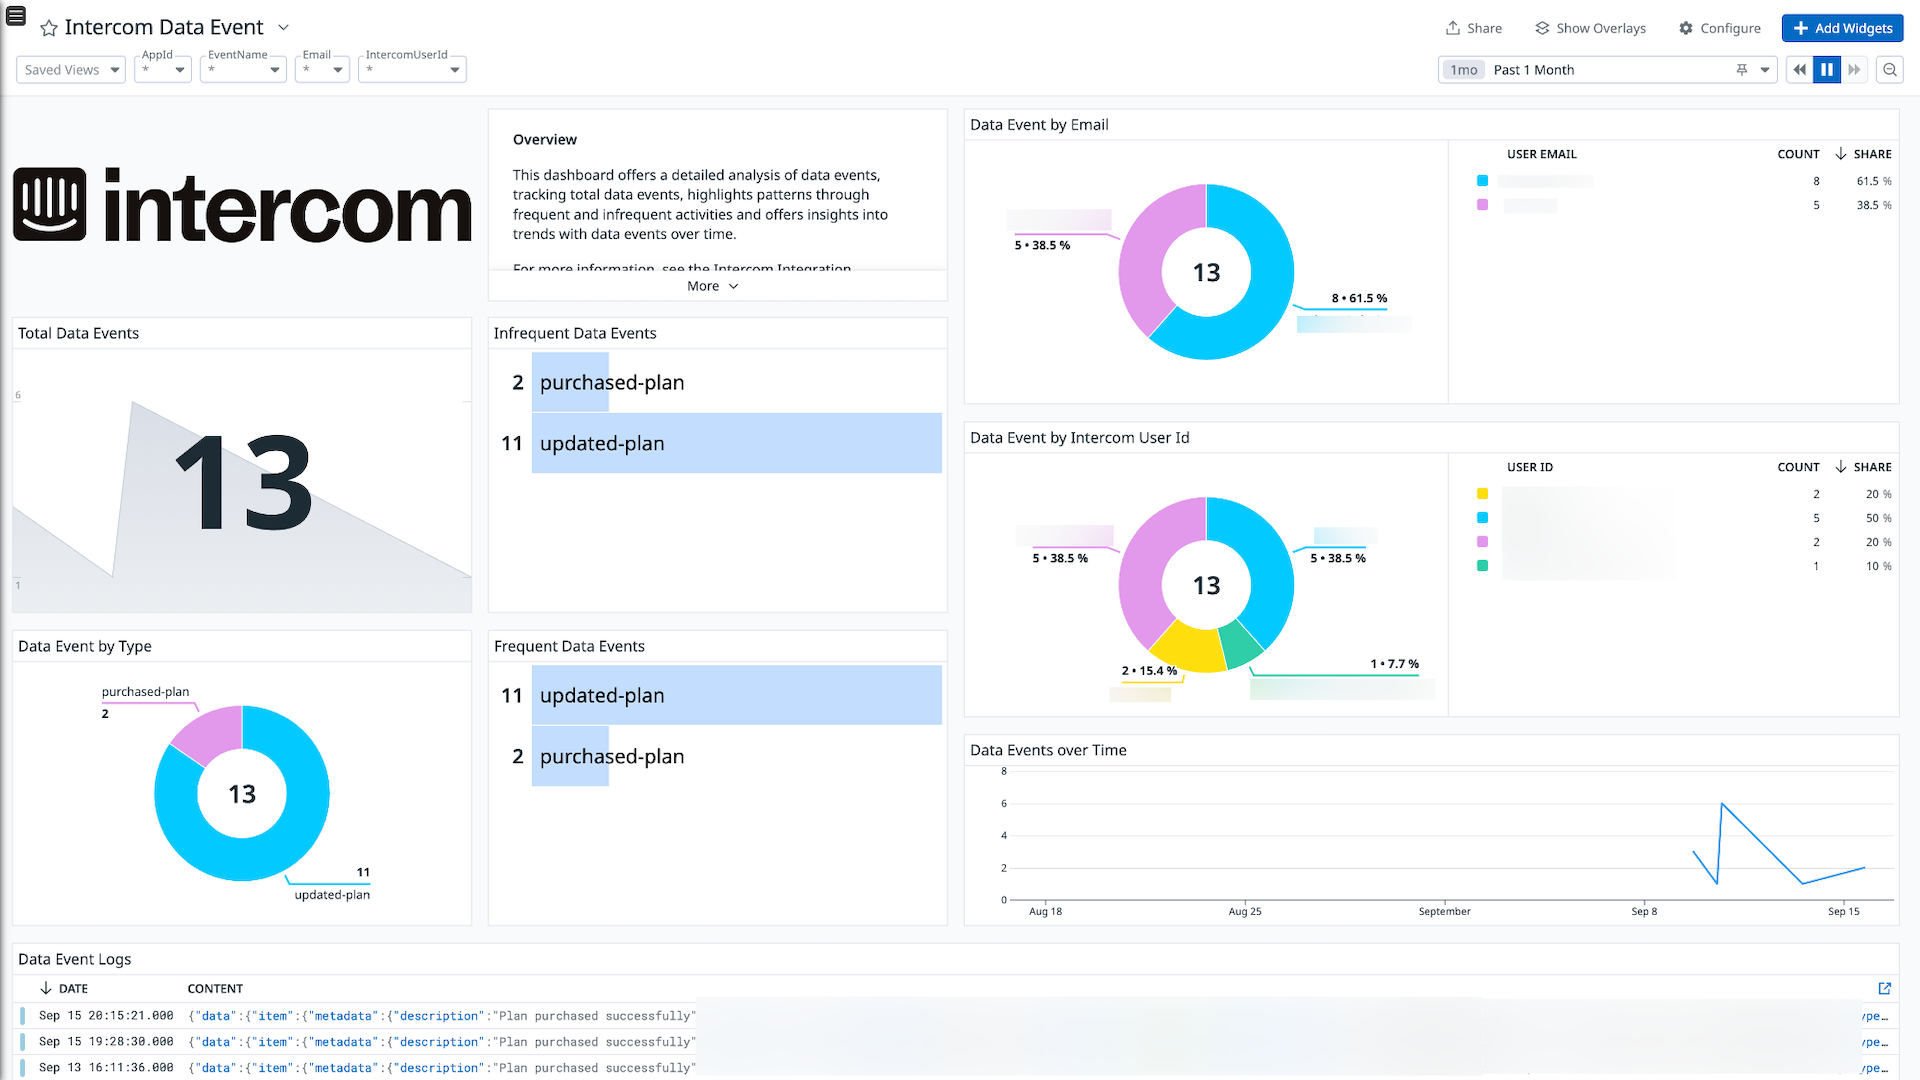 Intercom Data Event
Share
Show Overlays
Configure
Add Widgets
Saved Views
AppId
*
EventName
*
Email
*
IntercomUserId
*
1mo Past 1 Month
intercom
Overview
This dashboard offers a detailed analysis of data events,
tracking total data events, highlights patterns through
frequent and infrequent activities and offers insights into
trends with data events over time.
For more information, see the Intercom Integration
More
Data Event by Email
5 • 38.5 %
13
8 • 61.5 %
USER EMAIL COUNT SHARE
8 61.5 %
5 38.5 %
Total Data Events
6
13
1
Infrequent Data Events
2 purchased-plan
11 updated-plan
Data Event by Intercom User Id
5 • 38.5 %
5 • 38.5 %
13
2 • 15.4 %
1 • 7.7 %
USER ID COUNT SHARE
2 20 %
5 50 %
2 20 %
1 10 %
Data Event by Type
purchased-plan
2
13
11
updated-plan
Frequent Data Events
11 updated-plan
2 purchased-plan
Data Events over Time
8
6
4
2
0
Aug 18 Aug 25 September Sep 8 Sep 15
Data Event Logs
DATE CONTENT
Sep 15 20:15:21.000 {"data":{"item":{"metadata":{"description":"Plan purchased successfully" ype…
Sep 15 19:28:30.000 {"data":{"item":{"metadata":{"description":"Plan purchased successfully" ype…
Sep 13 16:11:36.000 {"data":{"item":{"metadata":{"description":"Plan purchased successfully" ype…